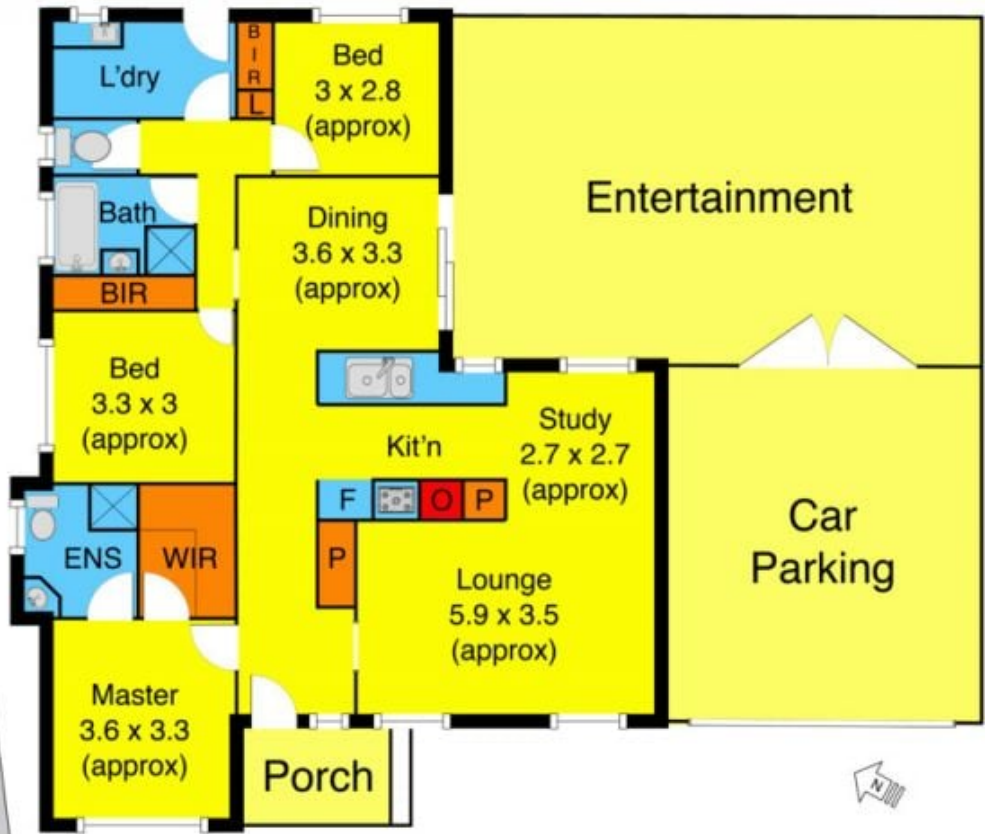 L'dry
B
I
R
L
Bed
3 x 2.8
(approx)
Entertainment
Bath
Dining
3.6 x 3.3
(approx)
BIR
Bed
3.3 x 3
(approx)
Kit'n
Study
2.7 x 2.7
(approx)
F
O
P
Car
Parking
ENS
WIR
P
Lounge
5.9 x 3.5
(approx)
Master
3.6 x 3.3
(approx)
Porch
N